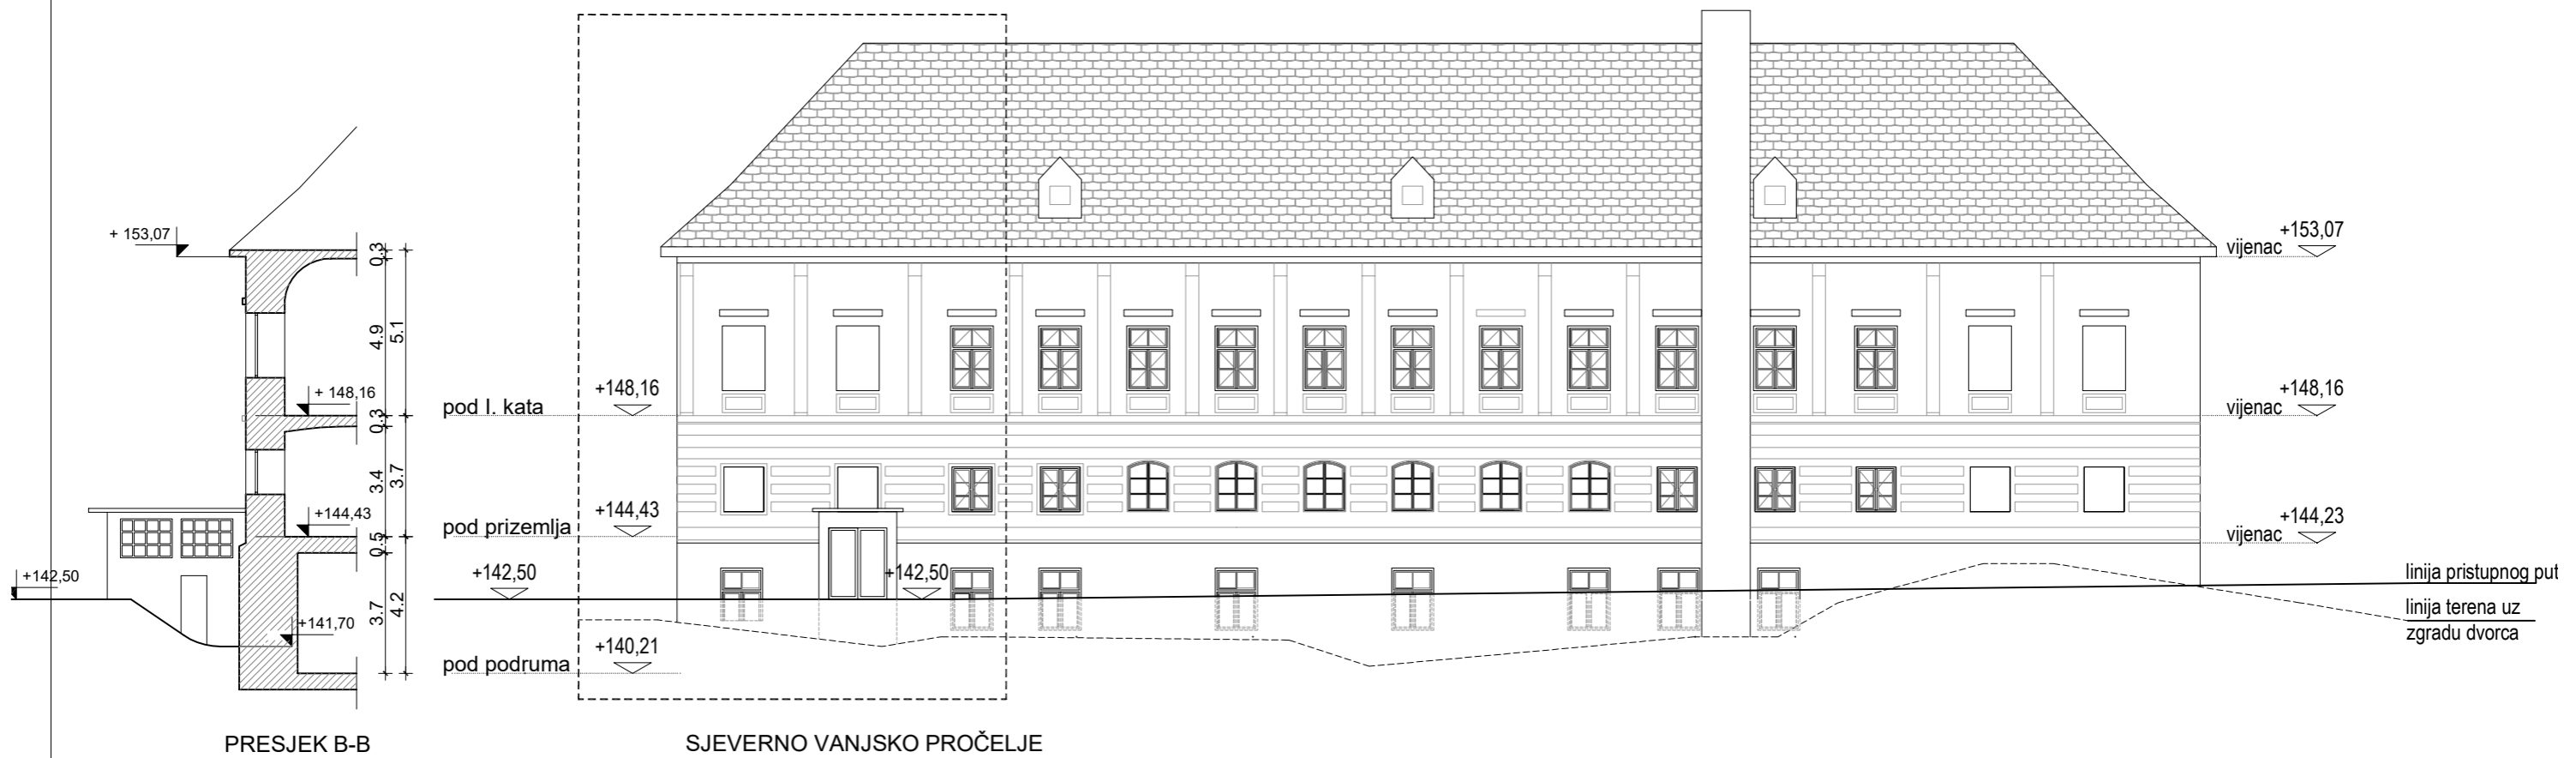 + 153,07
0.3
4.9
5.1
+ 148,16
0.3
3.4
3.7
+144,43
0.5
+142,50
3.7
4.2
+141,70
PRESJEK B-B
pod I. kata
+148,16
pod prizemlja
+144,43
+142,50
+142,50
pod podruma
+140,21
SJEVERNO VANJSKO PROČELJE
vijenac
+153,07
vijenac
+148,16
vijenac
+144,23
linija pristupnog put
linija terena uz
zgradu dvorca